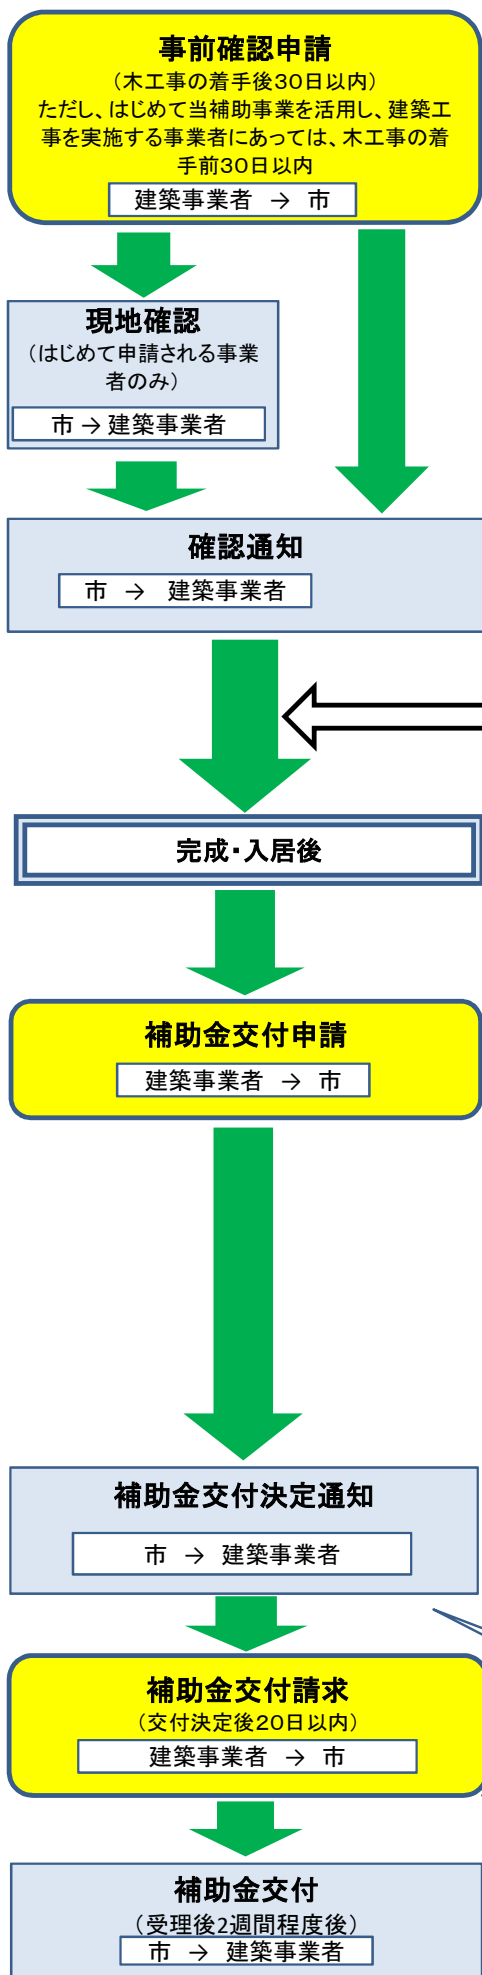 事前確認申請
（木工事の着手後30日以内）
ただし、はじめて当補助事業を活用し、建築工
事を実施する事業者にあっては、木工事の着
手前30日以内
建築事業者 → 市
現地確認
（はじめて申請される事業
者のみ）
市 → 建築事業者
確認通知
市 → 建築事業者
完成・入居後
補助金交付申請
建築事業者 → 市
補助金交付決定通知
市 → 建築事業者
補助金交付請求
（交付決定後20日以内）
建築事業者 → 市
補助金交付
（受理後2週間程度後）
市 → 建築事業者